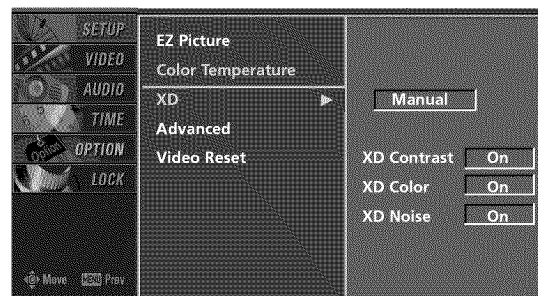 SETUP
VIDEO
AUDIO
TIME
OPTION
LOCK
Move MENU Prev
EZ Picture
Color Temperature
XD
Advanced
Video Reset
Manual
XD Contrast On
XD Color On
XD Noise On